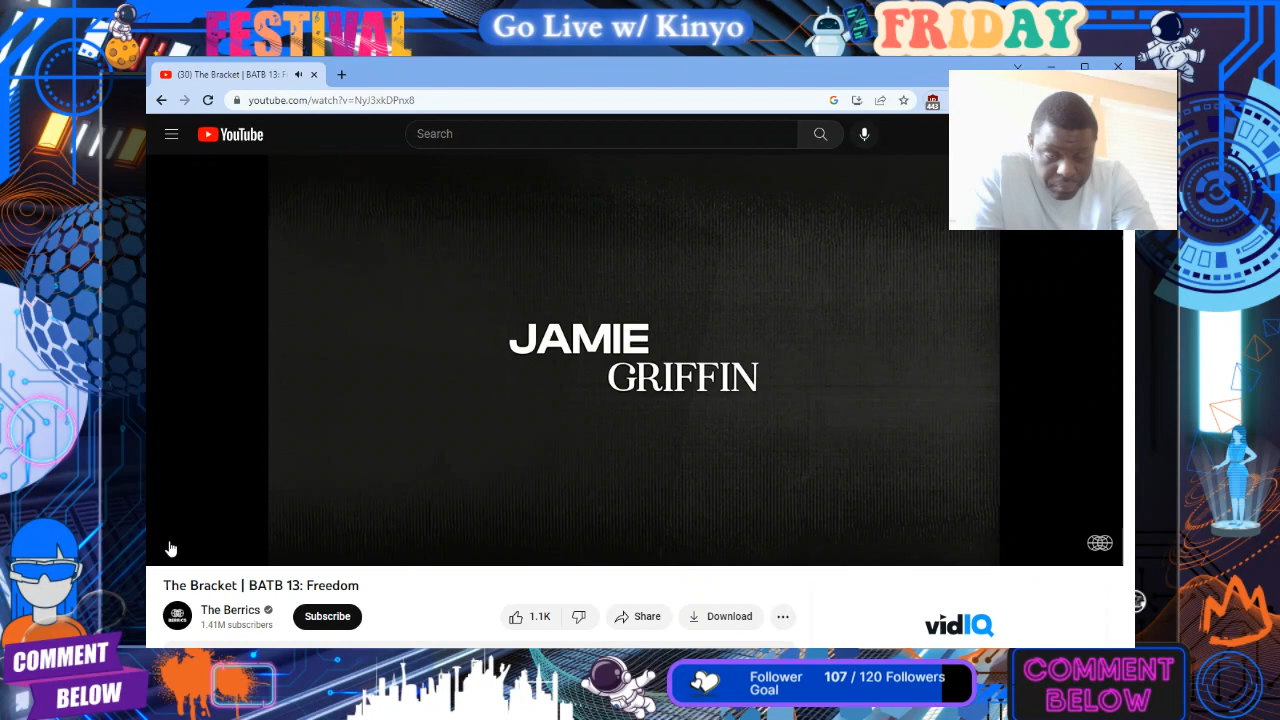 FESTIVAL
Go Live w/ Kinyo
FRIDAY
(30) The Bracket | BATB 13: F
youtube.com/watch?v=NyJ3xkDPnx8
443
YouTube
Search
JAMIE
GRIFFIN
The Bracket | BATB 13: Freedom
The Berrics
1.41M subscribers
BERRICS
Subscribe
1.1K
Share
Download
vidIQ
COMMENT
BELOW
Follower
Goal
107 / 120 Followers
COMMENT
BELOW